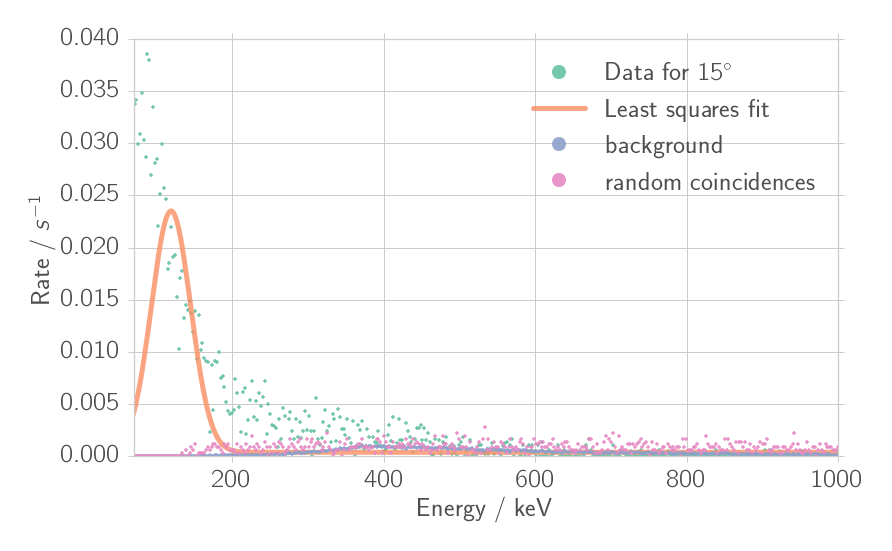 0.040
0.035
0.030
0.025
0.020
0.015
0.010
0.005
0.000
Rate / s⁻¹
Data for 15°
Least squares fit
background
random coincidences
200
400
600
800
1000
Energy / keV